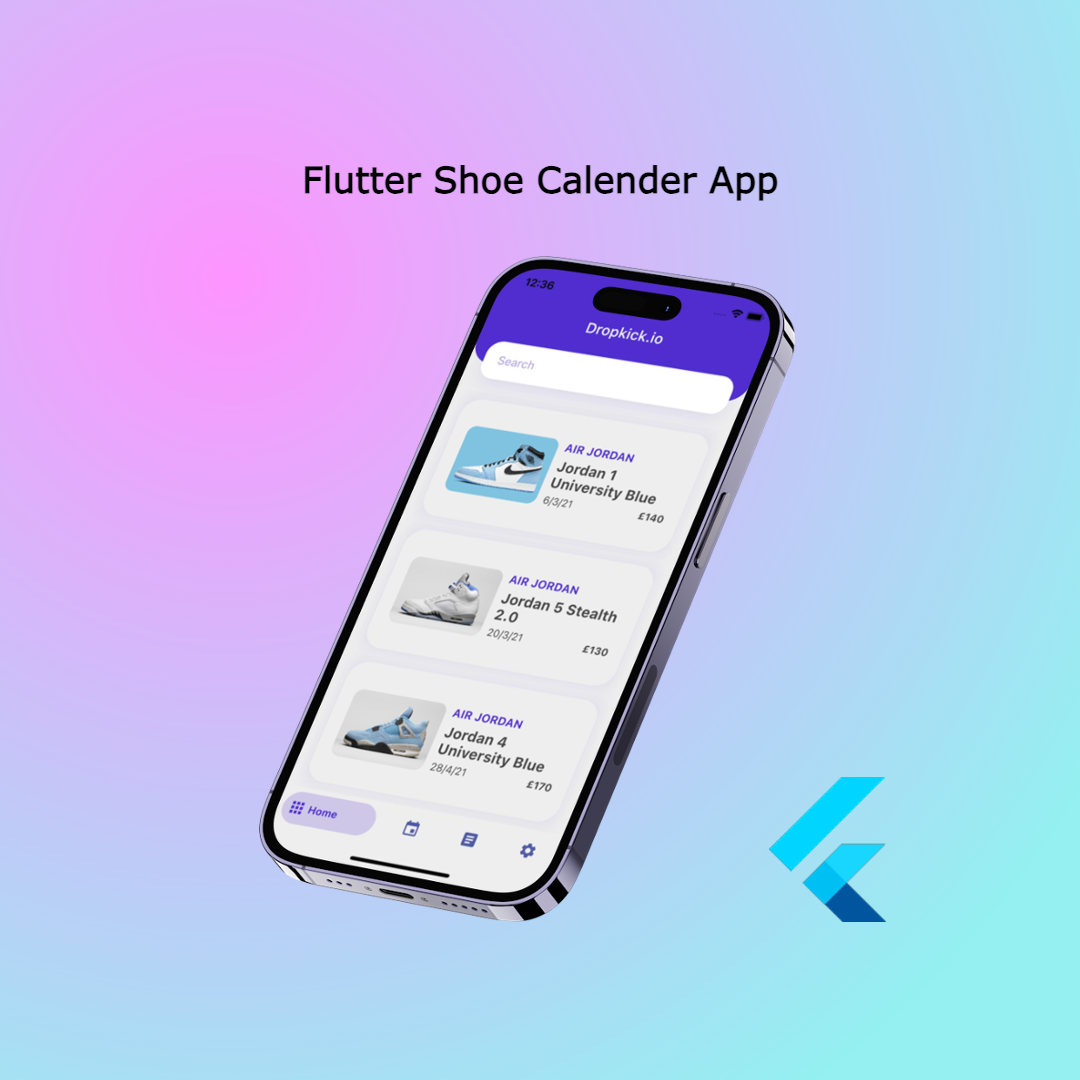 Flutter Shoe Calender App
12:36
Dropkick.io
Search
AIR JORDAN
Jordan 1
University Blue
6/3/21
£140
AIR JORDAN
Jordan 5 Stealth
2.0
20/3/21
£130
AIR JORDAN
Jordan 4
University Blue
28/4/21
£170
Home